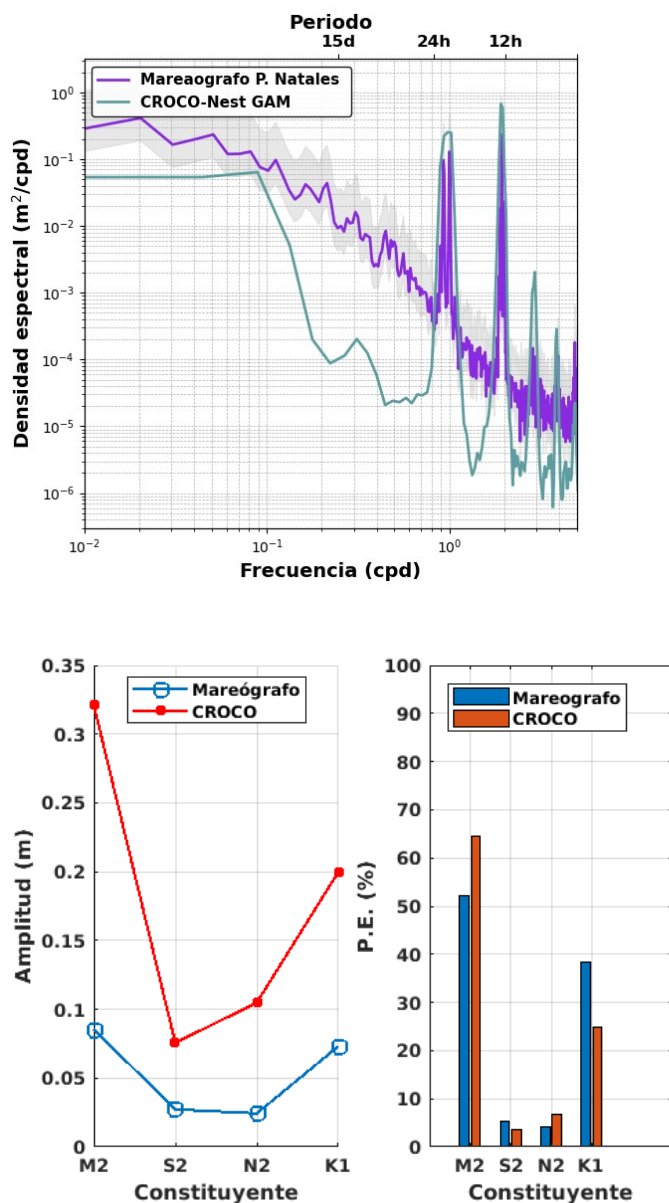 Periodo
15d 24h 12h
Mareaografo P. Natales
CROCO-Nest GAM
Densidad espectral (m²/cpd)
10⁰
10⁻¹
10⁻²
10⁻³
10⁻⁴
10⁻⁵
10⁻⁶
10⁻² 10⁻¹ 10⁰
Frecuencia (cpd)
Mareógrafo
CROCO
Amplitud (m)
0.35
0.3
0.25
0.2
0.15
0.1
0.05
0
M2 S2 N2 K1
Constituyente
Mareografo
CROCO
P.E. (%)
100
90
80
70
60
50
40
30
20
10
0
M2 S2 N2 K1
Constituyente